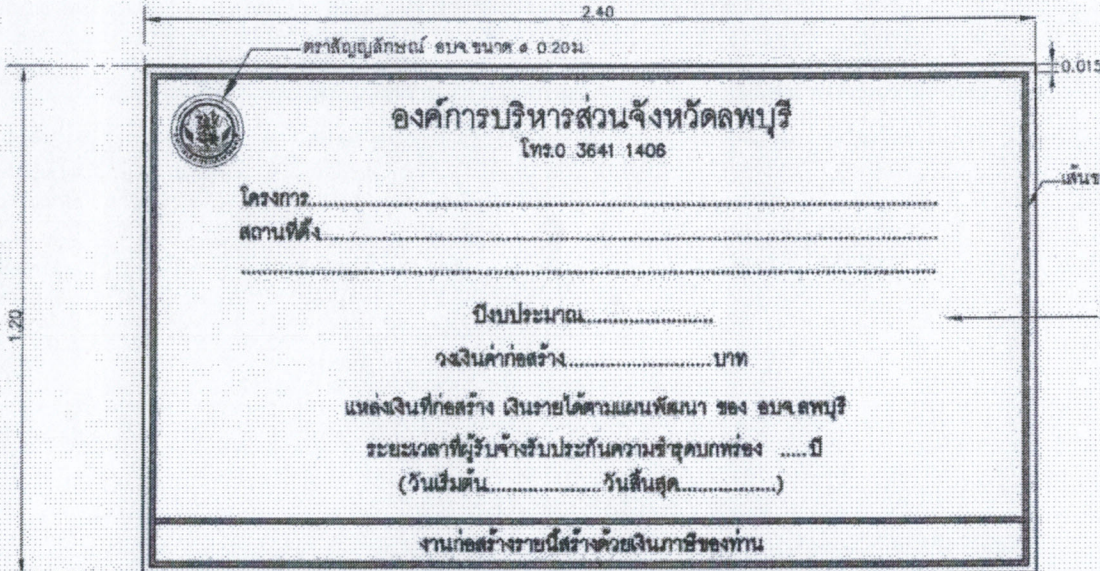 2.40
ตราสัญญูลักษณ์ อบจ.ขนาด ø 0.20ม
0.015
องค์การบริหารส่วนจังหวัดลพบุรี
โทร.0 3641 1406
เส้นข
โครงการ..........
สถานที่ตั้ง..........
..........
1.20
ปีงบประมาณ..........
วงเงินค่าก่อสร้าง..........บาท
แหล่งเงินที่ก่อสร้าง เงินรายได้ตามแผนพัฒนา ของ อบจ.ลพบุรี
ระยะเวลาที่ผู้รับจ้างรับประกันความชำรุดบกพร่อง .....ปี
(วันเริ่มต้น..........วันสิ้นสุด..........)
งานก่อสร้างรายนี้สร้างด้วยเงินภาษีของท่าน